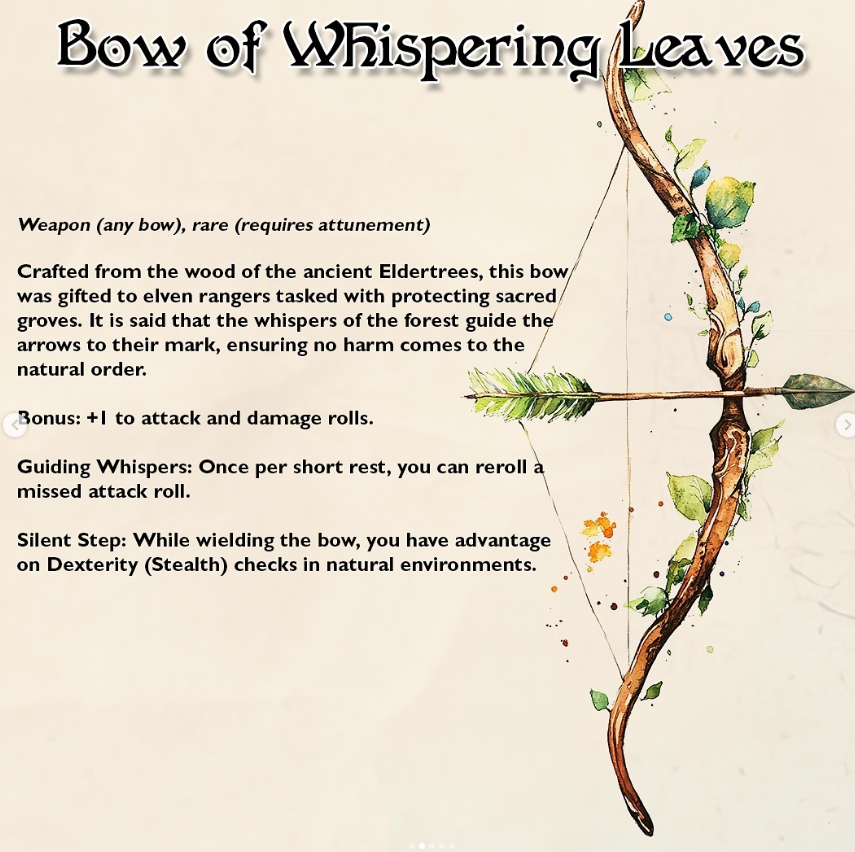 Bow of Whispering Leaves
Weapon (any bow), rare (requires attunement)
Crafted from the wood of the ancient Eldertrees, this bow
was gifted to elven rangers tasked with protecting sacred
groves. It is said that the whispers of the forest guide the
arrows to their mark, ensuring no harm comes to the
natural order.
Bonus: +1 to attack and damage rolls.
Guiding Whispers: Once per short rest, you can reroll a
missed attack roll.
Silent Step: While wielding the bow, you have advantage
on Dexterity (Stealth) checks in natural environments.